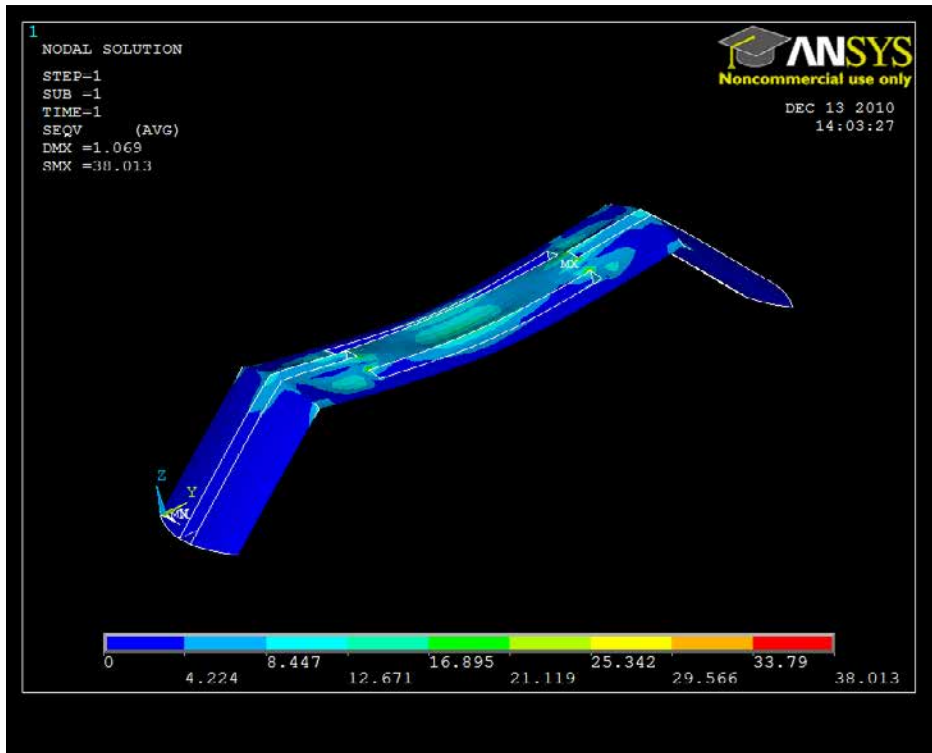 1
NODAL SOLUTION
STEP=1
SUB =1
TIME=1
SEQV (AVG)
DMX =1.069
SMX =38.013
ANSYS
Noncommercial use only
DEC 13 2010
14:03:27
MX
Z
Y
MN
0
4.224
8.447
12.671
16.895
21.119
25.342
29.566
33.79
38.013